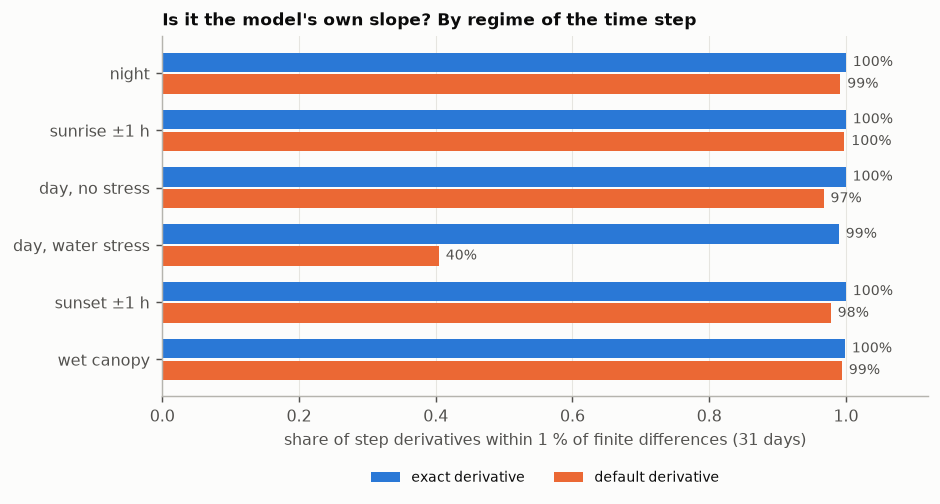 Is it the model's own slope? By regime of the time step
night
100%
99%
sunrise ±1 h
100%
100%
day, no stress
100%
97%
day, water stress
99%
40%
sunset ±1 h
100%
98%
wet canopy
100%
99%
0.0 0.2 0.4 0.6 0.8 1.0
share of step derivatives within 1 % of finite differences (31 days)
exact derivative default derivative